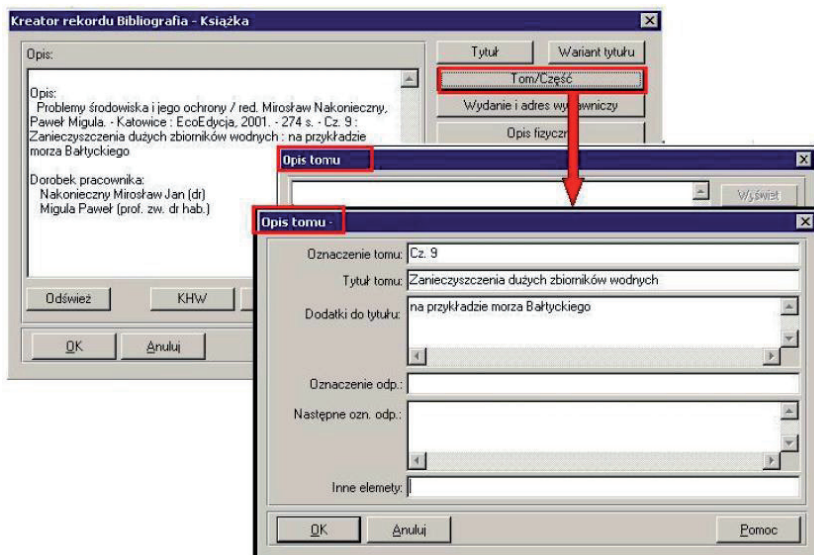 Kreator rekordu Bibliografia - Książka
Opis:
Opis:
Problemy środowiska i jego ochrony / red. Mirosław Nakonieczny,
Paweł Migula. - Katowice : EcoEdycja, 2001. - 274 s. - Cz. 9 :
Zanieczyszczenia dużych zbiorników wodnych : na przykładzie
morza Bałtyckiego
Dorobek pracownika:
Nakonieczny Mirosław Jan (dr)
Migula Paweł (prof. zw. dr hab.)
Odśwież
KHW
OK
Anuluj
Tytuł
Wariant tytułu
Tom/Część
Wydanie i adres wydawniczy
Opis fizyczn
Opis tomu
Wyświet
Opis tomu -
Oznaczenie tomu: Cz. 9
Tytuł tomu: Zanieczyszczenia dużych zbiorników wodnych
Dodatki do tytułu: na przykładzie morza Bałtyckiego
Oznaczenie odp.:
Następne ozn. odp.:
Inne elemety:
OK
Anuluj
Pomoc